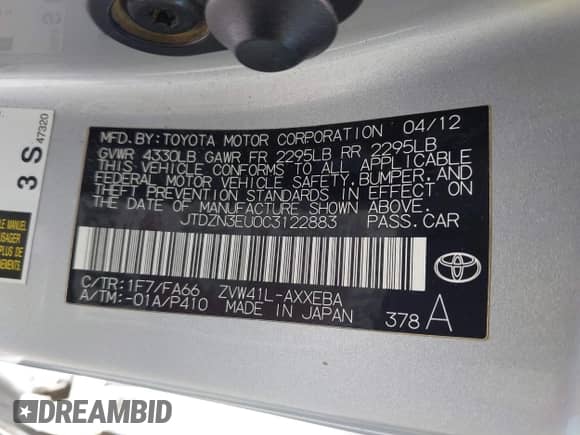 MFD. BY: TOYOTA MOTOR CORPORATION 04/12
GVWR 4330LB GAWR FR 2295LB RR 2295LB
THIS VEHICLE CONFORMS TO ALL APPLICABLE
FEDERAL MOTOR VEHICLE SAFETY, BUMPER, AND
THEFT PREVENTION STANDARDS IN EFFECT ON
THE DATE OF MANUFACTURE SHOWN ABOVE.
JTDZN3EU0C3122883 PASS. CAR
C/TR: 1F7/FA66 ZVW41L-AXXEBA
A/TM: -01A/P410 MADE IN JAPAN
TOYOTA
378 A
3 S 47320
DREAMBID